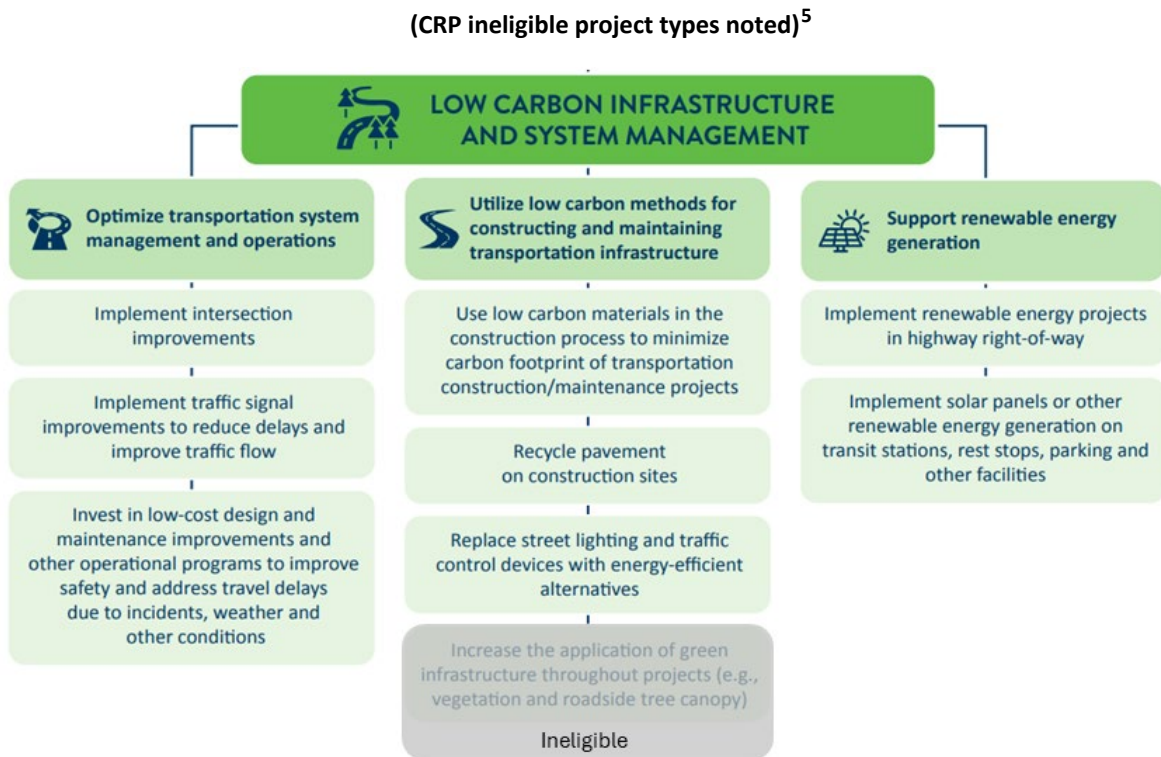 (CRP ineligible project types noted)5
LOW CARBON INFRASTRUCTURE
AND SYSTEM MANAGEMENT
Optimize transportation system
management and operations
Implement intersection
improvements
Implement traffic signal
improvements to reduce delays and
improve traffic flow
Invest in low-cost design and
maintenance improvements and
other operational programs to improve
safety and address travel delays
due to incidents, weather and
other conditions
Utilize low carbon methods for
constructing and maintaining
transportation infrastructure
Use low carbon materials in the
construction process to minimize
carbon footprint of transportation
construction/maintenance projects
Recycle pavement
on construction sites
Replace street lighting and traffic
control devices with energy-efficient
alternatives
Increase the application of green
infrastructure throughout projects (e.g.,
vegetation and roadside tree canopy)
Ineligible
Support renewable energy
generation
Implement renewable energy projects
in highway right-of-way
Implement solar panels or other
renewable energy generation on
transit stations, rest stops, parking and
other facilities